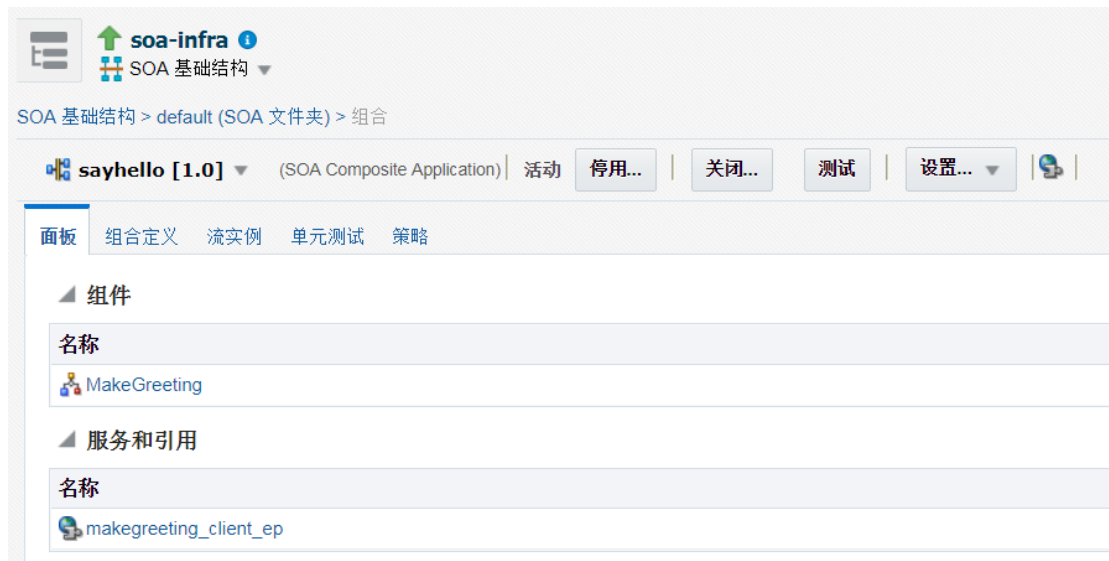 soa-infra
SOA 基础结构
SOA 基础结构 > default (SOA 文件夹) > 组合
sayhello [1.0] (SOA Composite Application) 活动 停用... 关闭... 测试 设置...
面板 组合定义 流实例 单元测试 策略
组件
名称
MakeGreeting
服务和引用
名称
makegreeting_client_ep